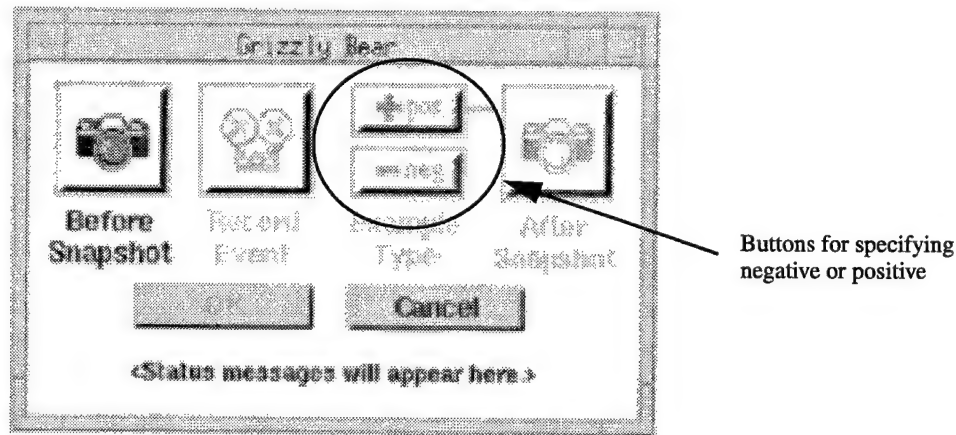 Grizzly Bear
+ pos
- neg
Before
Snapshot
Record
Event
Example
Type
After
Snapshot
OK
Cancel
<Status messages will appear here.>
Buttons for specifying
negative or positive